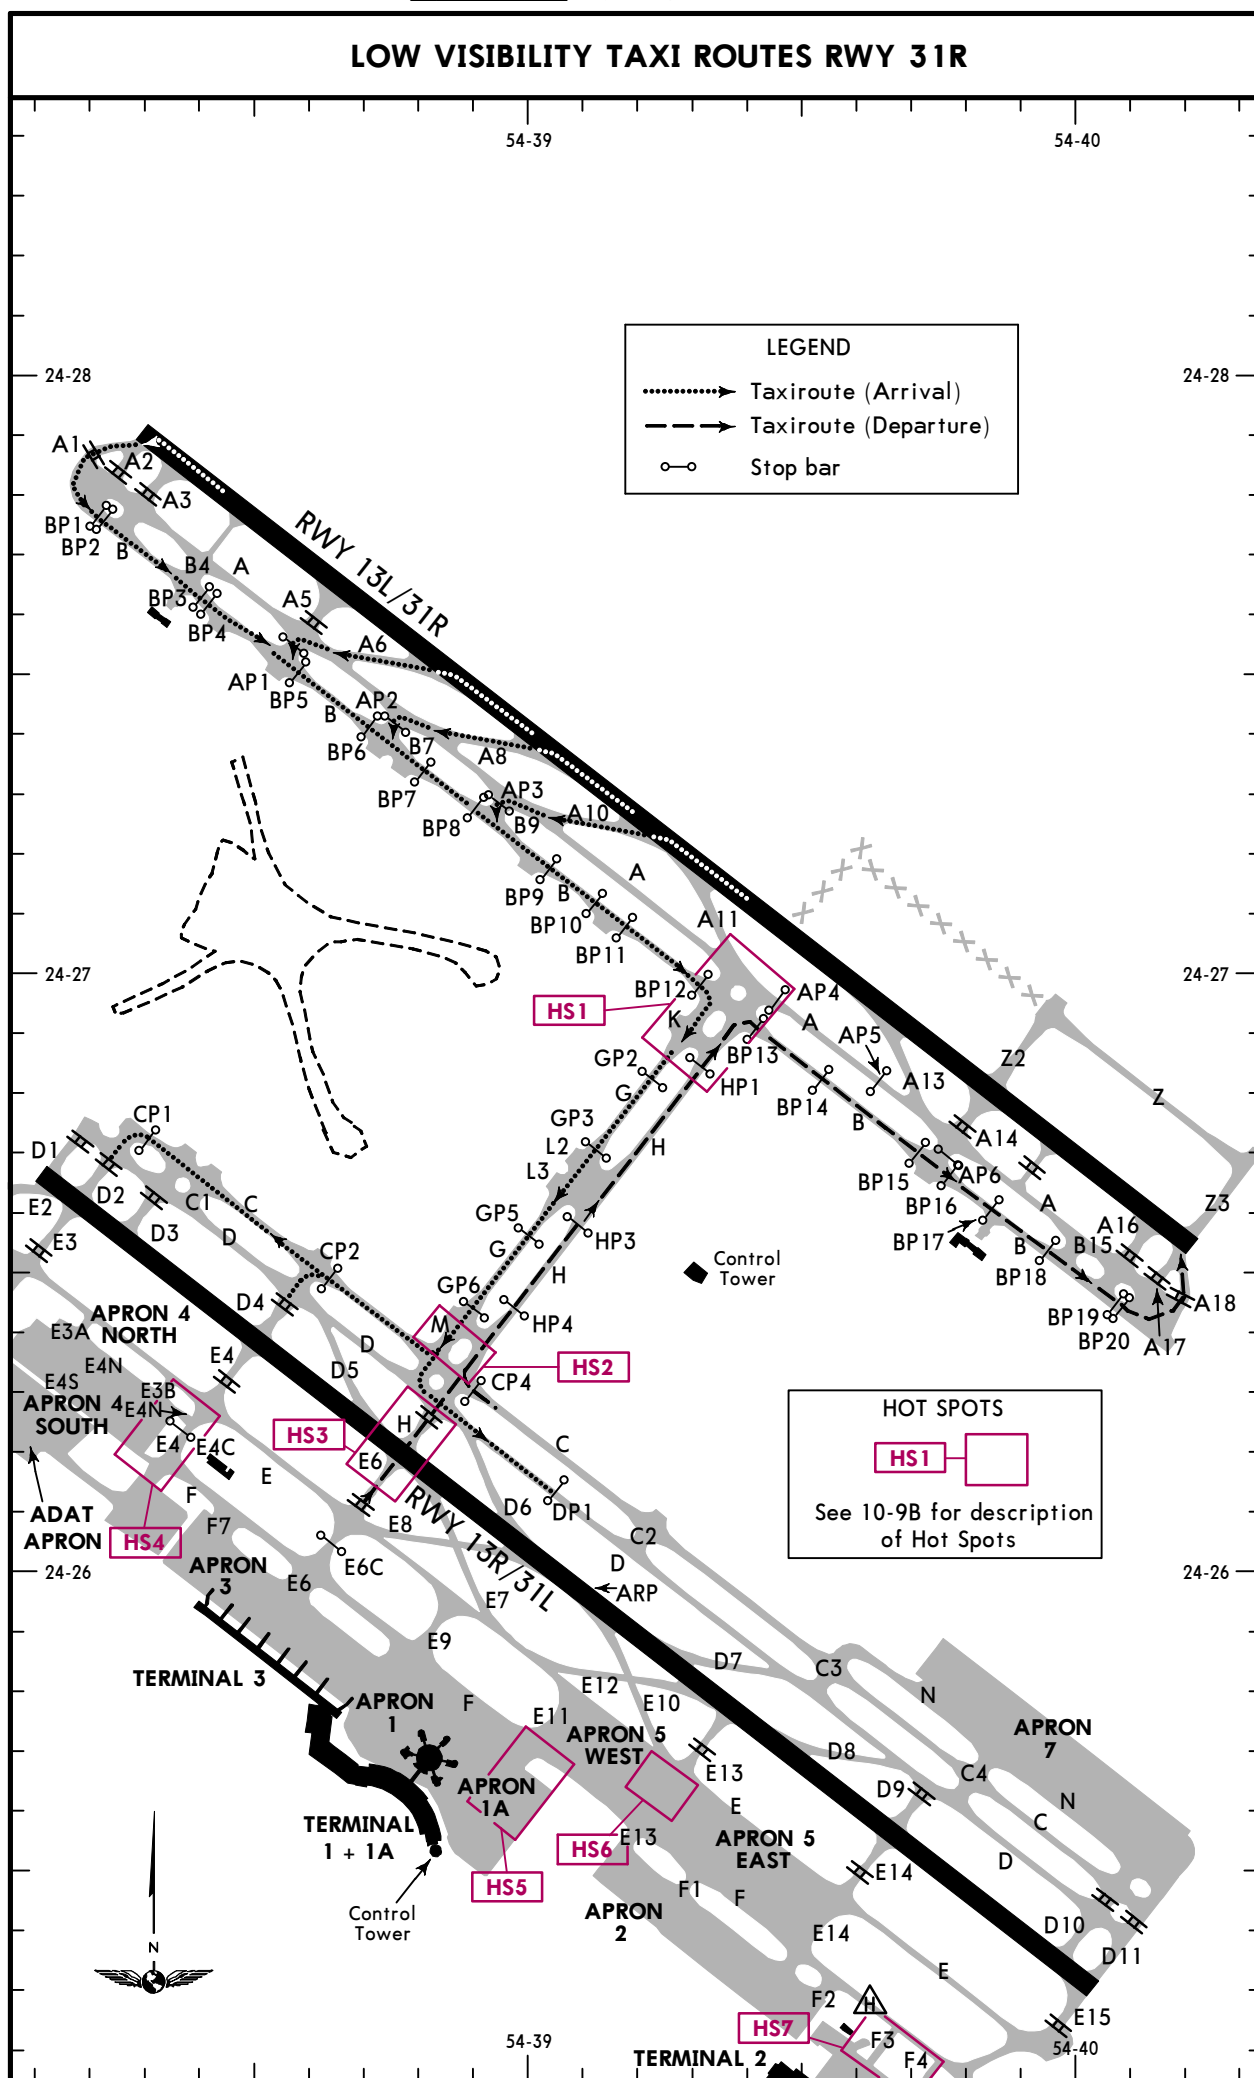 LOW VISIBILITY TAXI ROUTES RWY 31R
54-39
54-40
24-28
24-28
LEGEND
Taxiroute (Arrival)
Taxiroute (Departure)
Stop bar
A1
A2
A3
BP1
BP2
B
B4
A
BP3
BP4
A5
RWY 13L/31R
A6
AP1
BP5
B
AP2
BP6
B7
A8
BP7
AP3
A10
BP8
B9
A
BP9
B
BP10
A11
BP11
24-27
24-27
BP12
HS1
AP4
K
A
AP5
BP13
Z2
GP2
HP1
A13
Z
G
BP14
B
GP3
CP1
A14
D1
L2
H
L3
BP15
AP6
BP16
D2
C1
C
E2
D3
D
GP5
A
Z3
E3
G
HP3
BP17
A16
B
B15
CP2
H
Control
Tower
BP18
D4
GP6
A18
APRON 4
NORTH
M
HP4
BP19
BP20
A17
E3A
D
E4N
E4
D5
HS2
E4S
CP4
E3B
APRON 4
SOUTH
E4N
H
HOT SPOTS
HS3
E4
E4C
C
HS1
E6
E
F
D6
DP1
RWY 13R/31L
ADAT
APRON
See 10-9B for description
of Hot Spots
F7
E8
HS4
C2
24-26
APRON
3
E6C
D
24-26
E6
ARP
E7
E9
D7
C3
TERMINAL 3
E12
N
APRON
1
F
E10
E11
APRON 5
WEST
APRON
7
D8
E13
C4
APRON
1A
D9
N
E
C
TERMINAL
1 + 1A
E13
APRON 5
EAST
HS6
D
HS5
E14
F1
F
Control
Tower
APRON
2
D10
E14
D11
N
E
F2
H
E15
HS7
F3
54-39
54-40
TERMINAL 2
F4